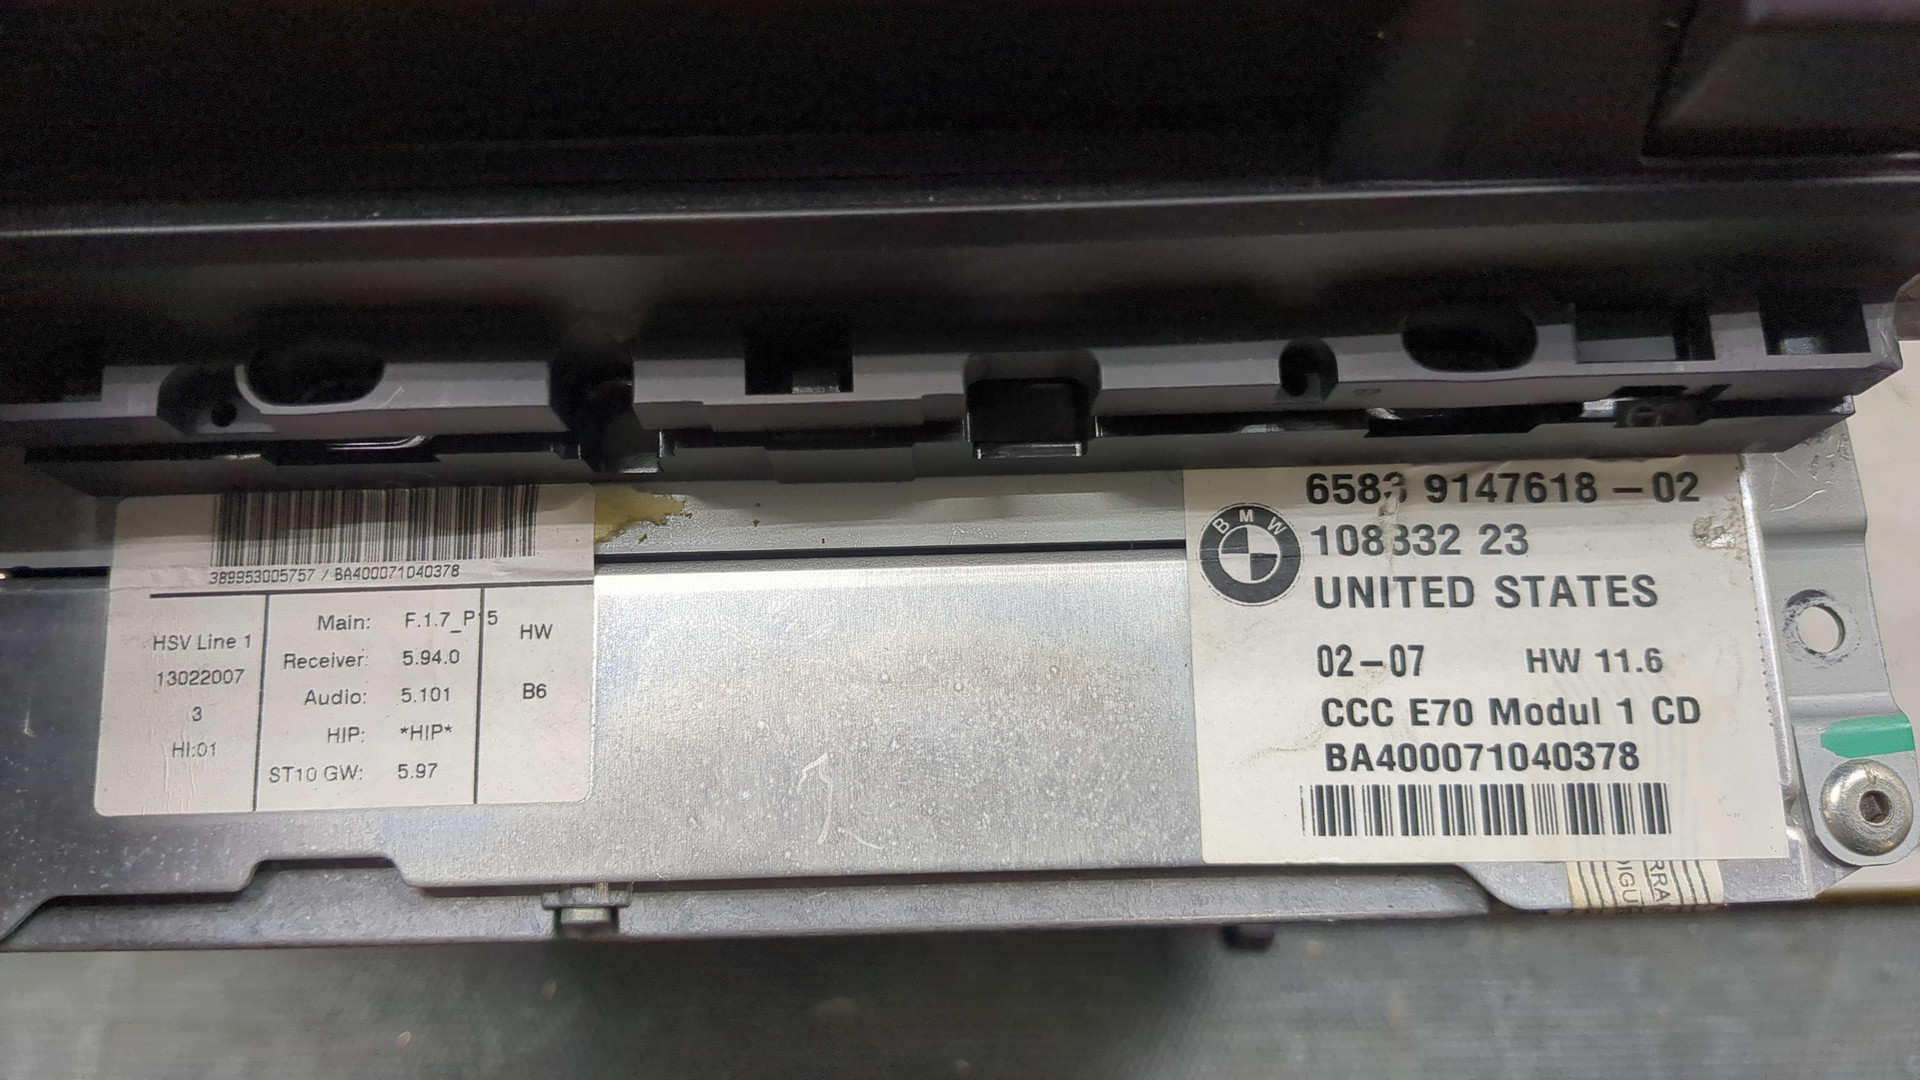 389953005757 / BA400071040378
HSV Line 1
13022007
3
HI:01
Main: F.1.7_P15
Receiver: 5.94.0
Audio: 5.101
HIP: *HIP*
ST10 GW: 5.97
HW
B6
6583 9147618 – 02
BMW
108332 23
UNITED STATES
02 – 07 HW 11.6
CCC E70 Modul 1 CD
BA400071040378